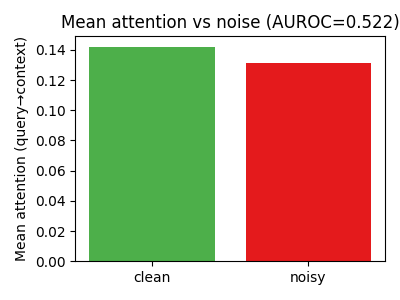 Mean attention vs noise (AUROC=0.522)
Mean attention (query→context)
0.14
0.12
0.10
0.08
0.06
0.04
0.02
0.00
clean noisy